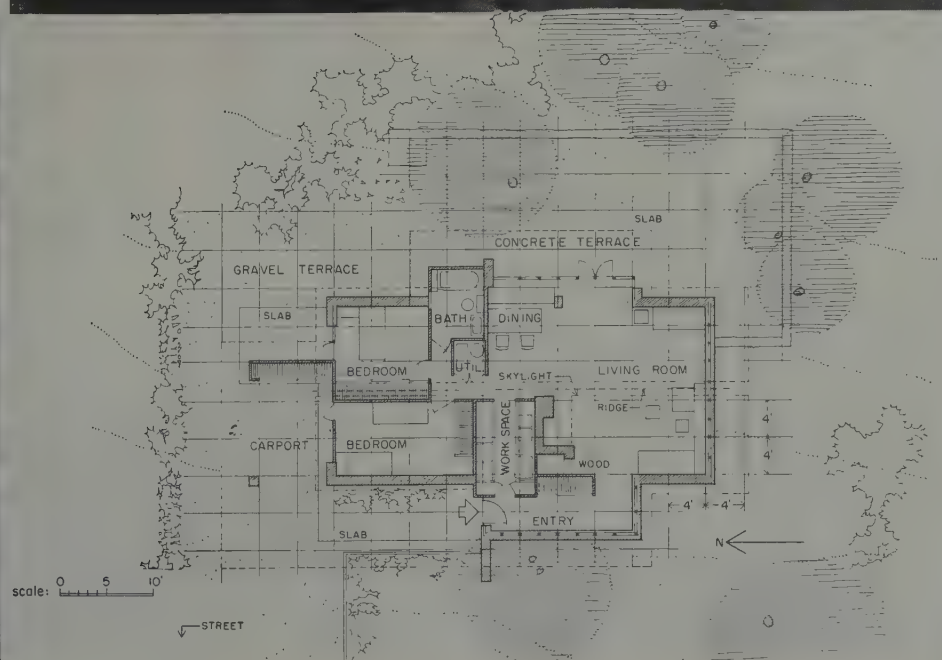 SLAB
CONCRETE TERRACE
GRAVEL TERRACE
SLAB
BATH
DINING
BEDROOM
UTIL
SKYLIGHT
LIVING ROOM
RIDGE
WORK SPACE
4'
4'
CARPORT
BEDROOM
WOOD
4'
4'
ENTRY
SLAB
N
scale: 0 5 10'
STREET